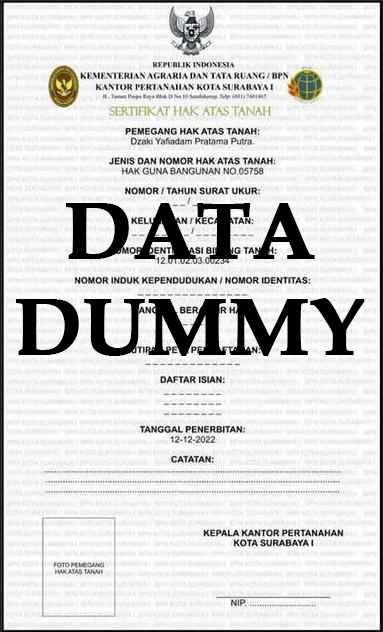 REPUBLIK INDONESIA
KEMENTERIAN AGRARIA DAN TATA RUANG / BPN
KANTOR PERTANAHAN KOTA SURABAYA I
SERTIFIKAT HAK ATAS TANAH
PEMEGANG HAK ATAS TANAH:
Dzaki Yafiadam Pratama Putra.
JENIS DAN NOMOR HAK ATAS TANAH:
HAK GUNA BANGUNAN NO.05758
NOMOR / TAHUN SURAT UKUR:
_ _ / _ _
DATA
TANAH:
12.01.02.03.00234
NOMOR INDUK KEPENDUDUKAN / NOMOR IDENTITAS:
DUMMY
_ _ _ _ _ _ _ _ _ _ _ _
DAFTAR ISIAN:
_ _ _ _ _ _ _ _
_ _ _ _ _ _ _ _
_ _ _ _ _ _ _ _
TANGGAL PENERBITAN:
12-12-2022
CATATAN:
KEPALA KANTOR PERTANAHAN
KOTA SURABAYA I
FOTO PEMEGANG
HAK ATAS TANAH
NIP. ..........................